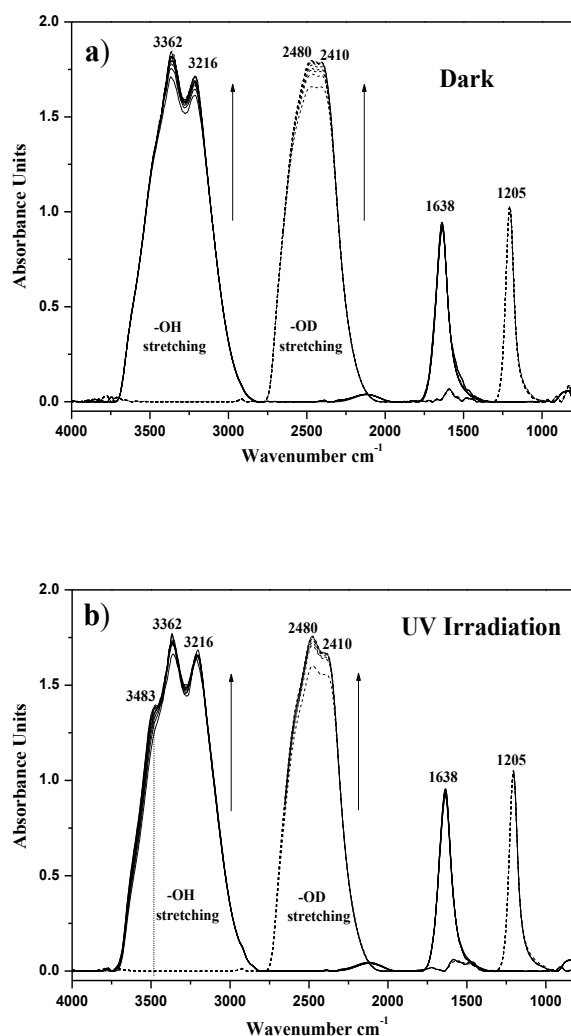 a)
Dark
3362
3216
2480
2410
1638
1205
-OH
stretching
-OD
stretching
Absorbance Units
2.0
1.5
1.0
0.5
0.0
4000 3500 3000 2500 2000 1500 1000
Wavenumber cm-1
b)
UV Irradiation
3483
3362
3216
2480
2410
1638
1205
-OH
stretching
-OD
stretching
Absorbance Units
2.0
1.5
1.0
0.5
0.0
4000 3500 3000 2500 2000 1500 1000
Wavenumber cm-1